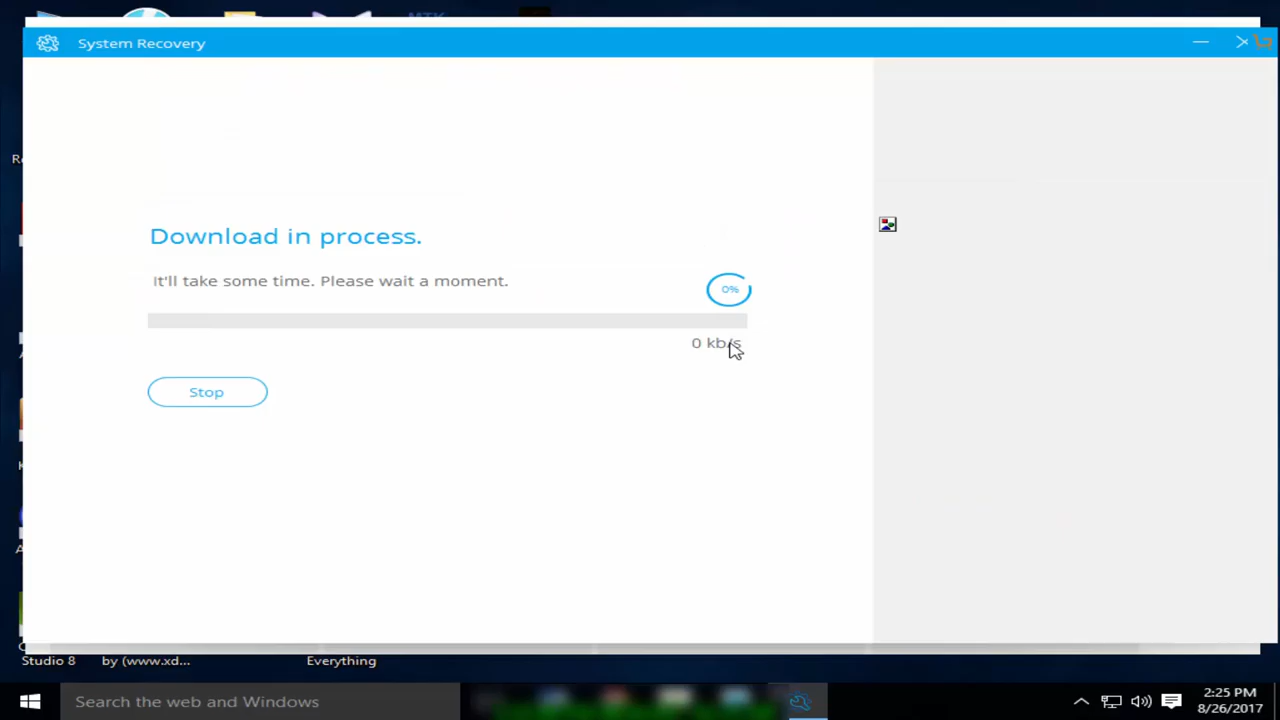 MTK
System Recovery
Download in process.
It'll take some time. Please wait a moment.
0%
0 kb/s
Stop
Studio 8
by (www.xd...
Everything
Search the web and Windows
2:25 PM
8/26/2017